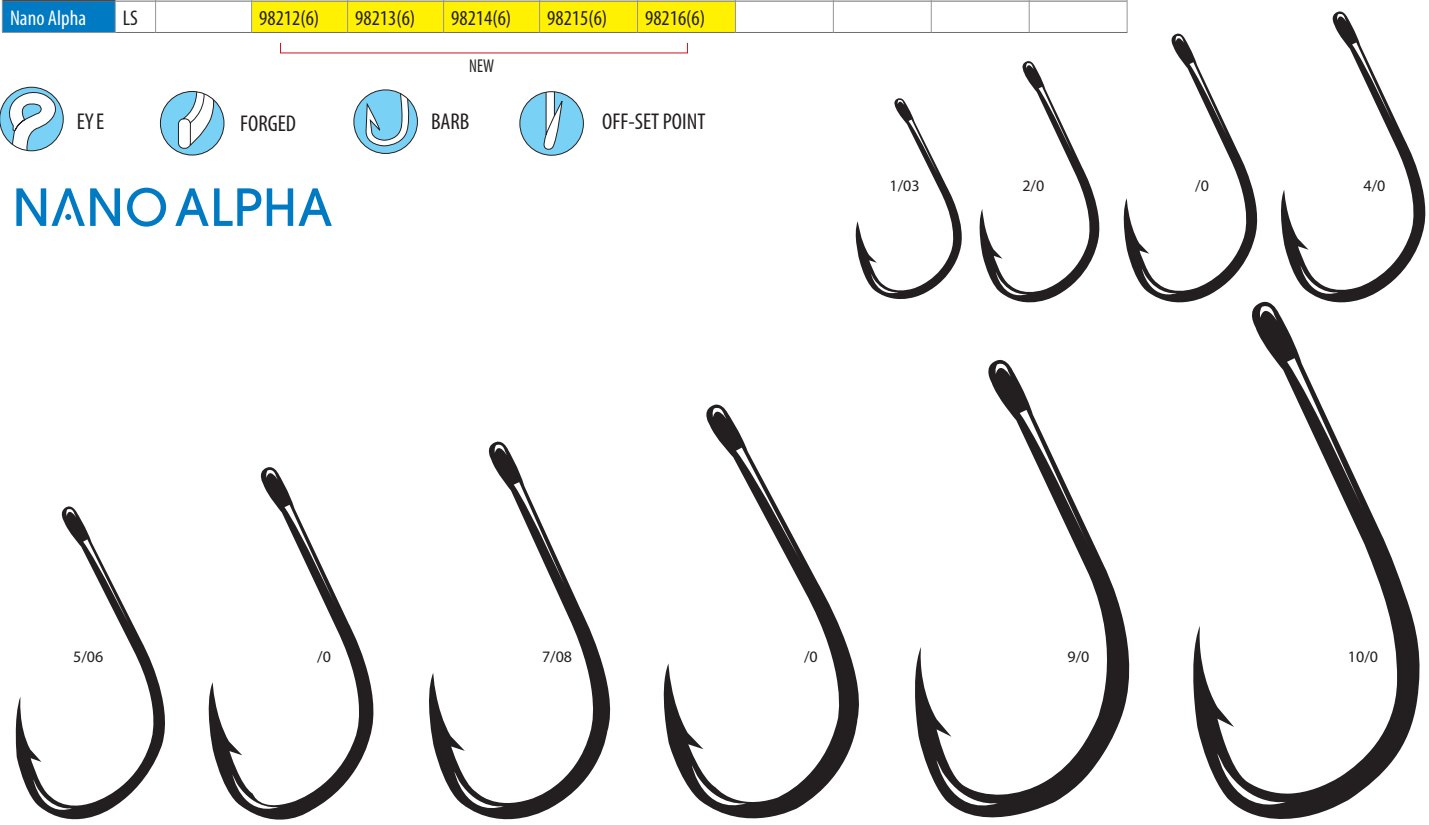 Nano Alpha LS 98212(6) 98213(6) 98214(6) 98215(6) 98216(6)
NEW
EYE FORGED BARB OFF-SET POINT
NANO ALPHA
1/03 2/0 /0 4/0
5/06 /0 7/08 /0 9/0 10/0